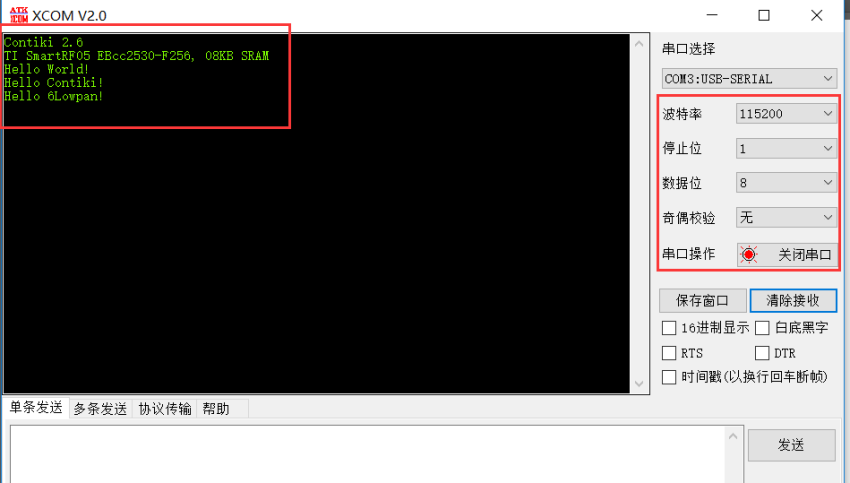 ATK
XCOM XCOM V2.0
Contiki 2.6
TI SmartRF05 EBcc2530-F256, 08KB SRAM
Hello World!
Hello Contiki!
Hello 6Lowpan!
串口选择
COM3:USB-SERIAL
波特率 115200
停止位 1
数据位 8
奇偶校验 无
串口操作 关闭串口
保存窗口 清除接收
16进制显示 白底黑字
RTS DTR
时间戳(以换行回车断帧)
单条发送 多条发送 协议传输 帮助
发送